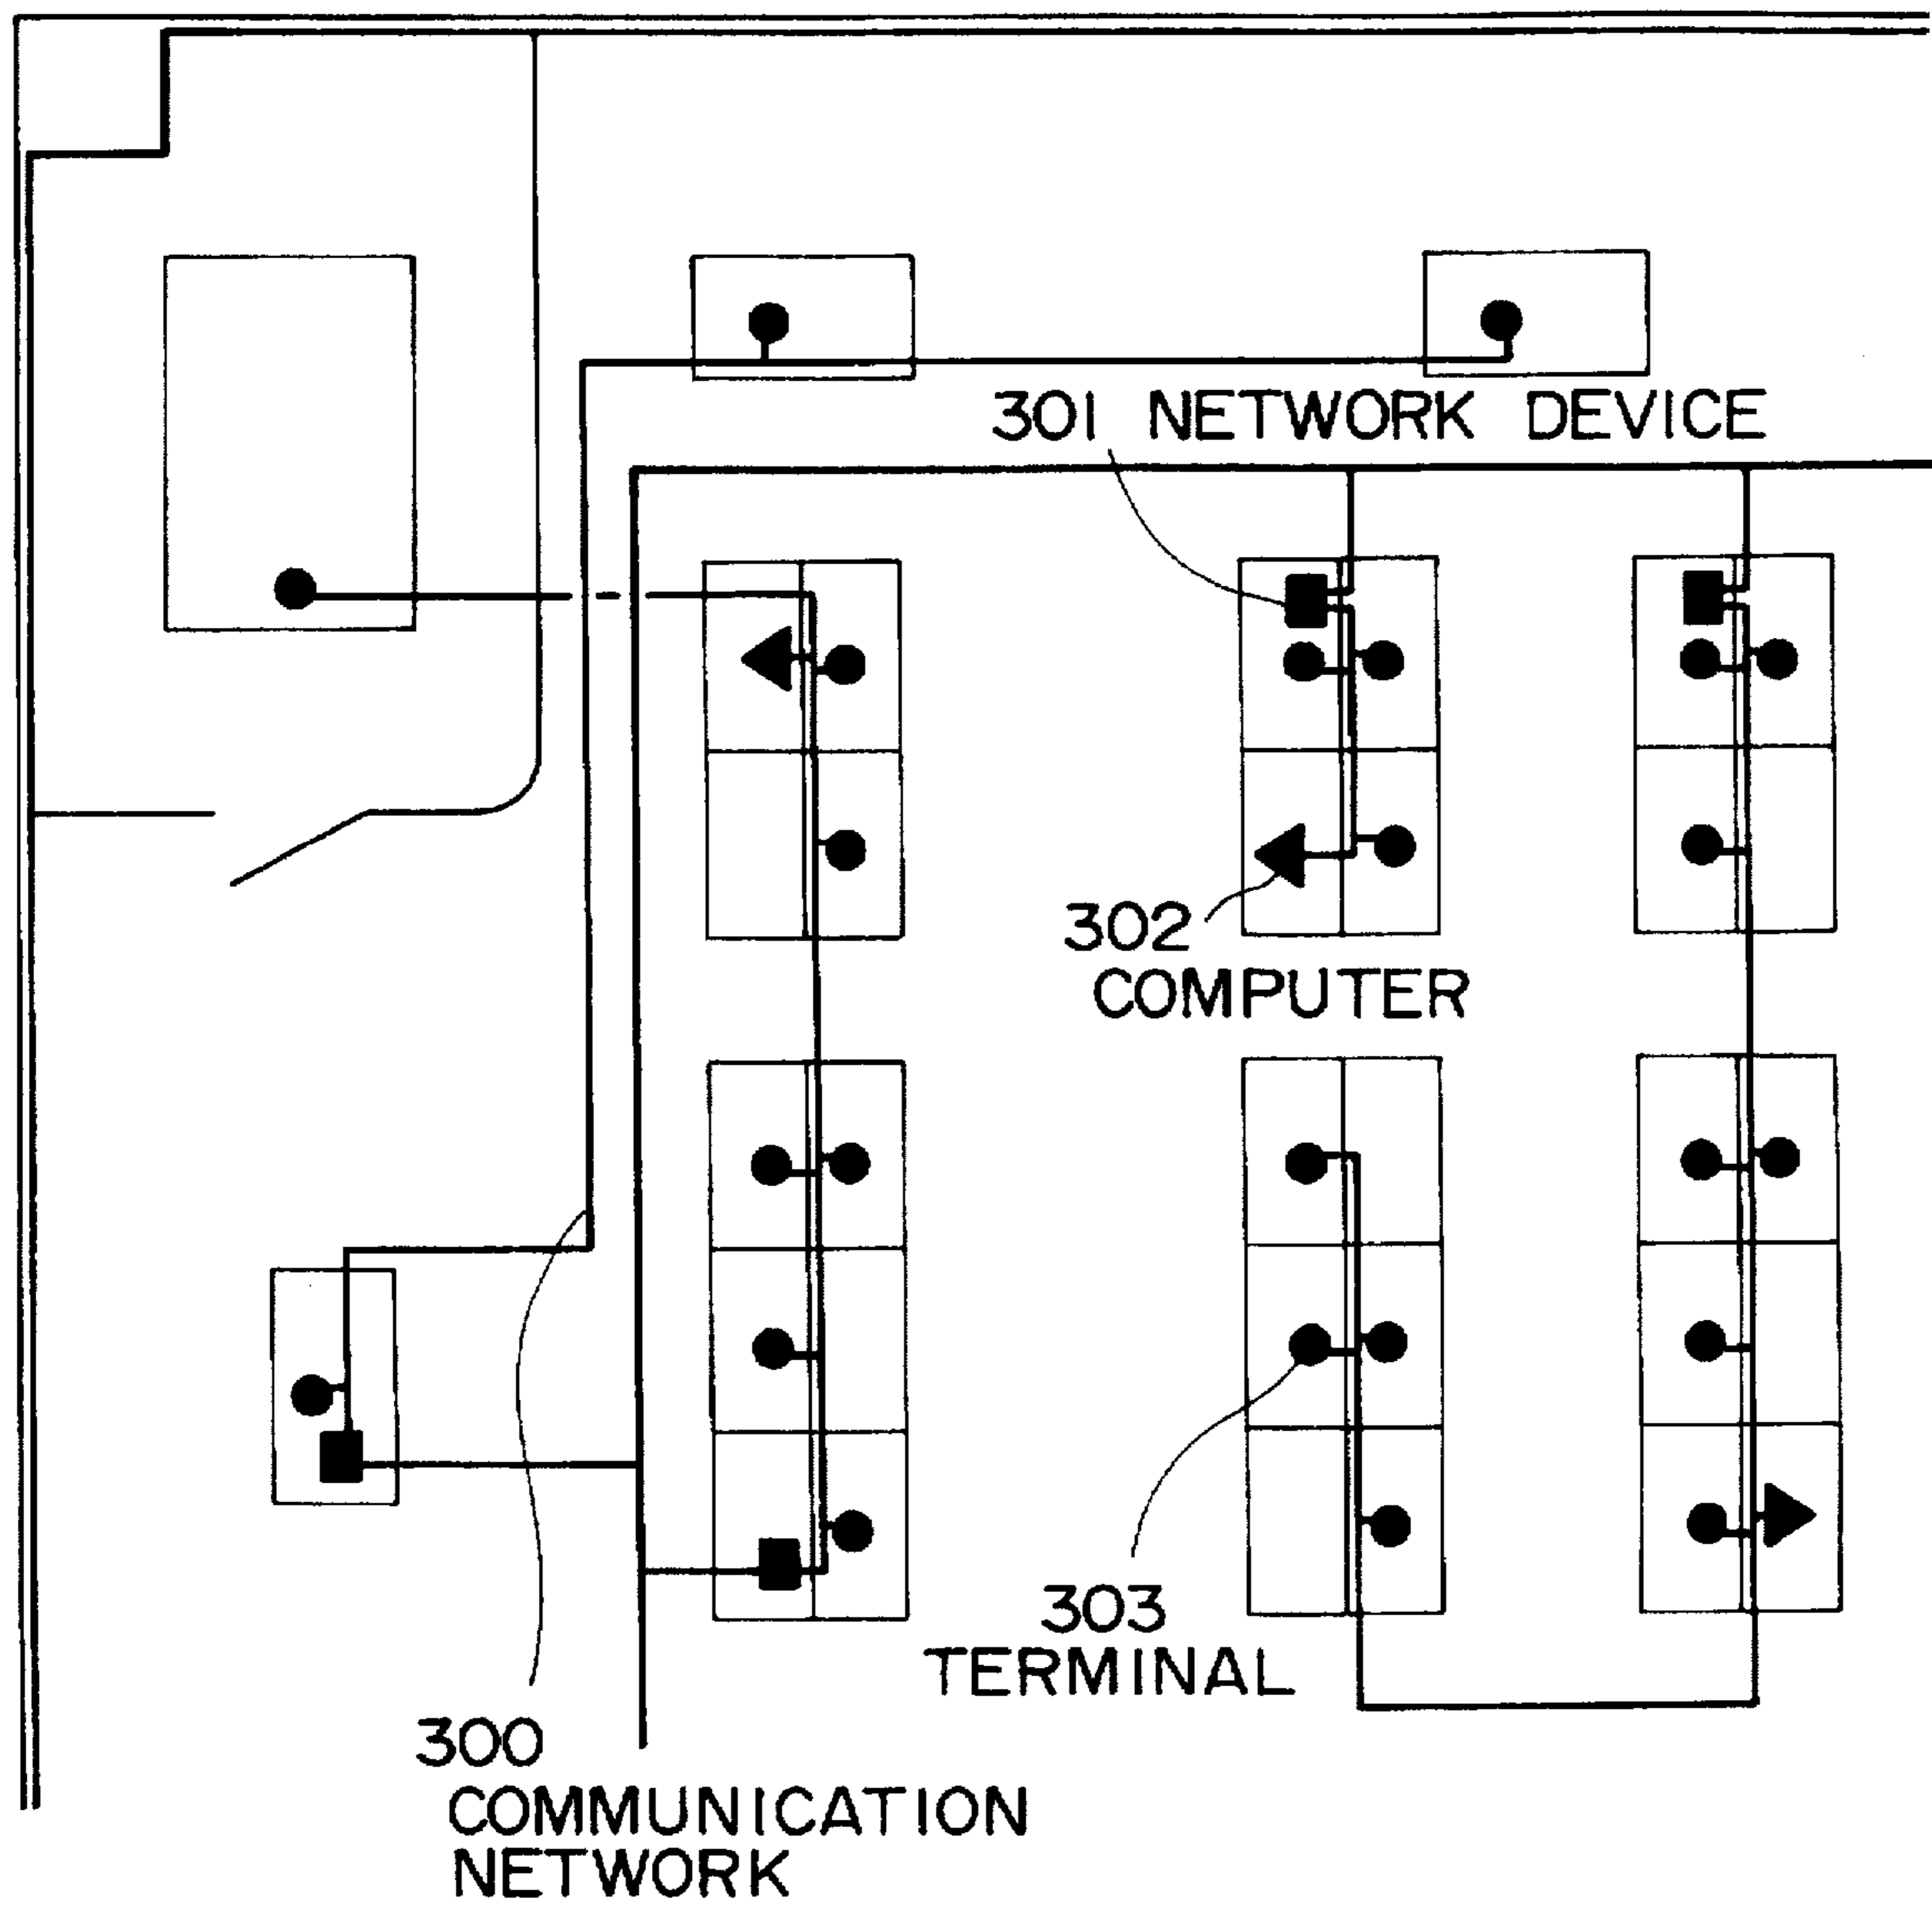 301 NETWORK DEVICE
302
COMPUTER
303
TERMINAL
300
COMMUNICATION
NETWORK